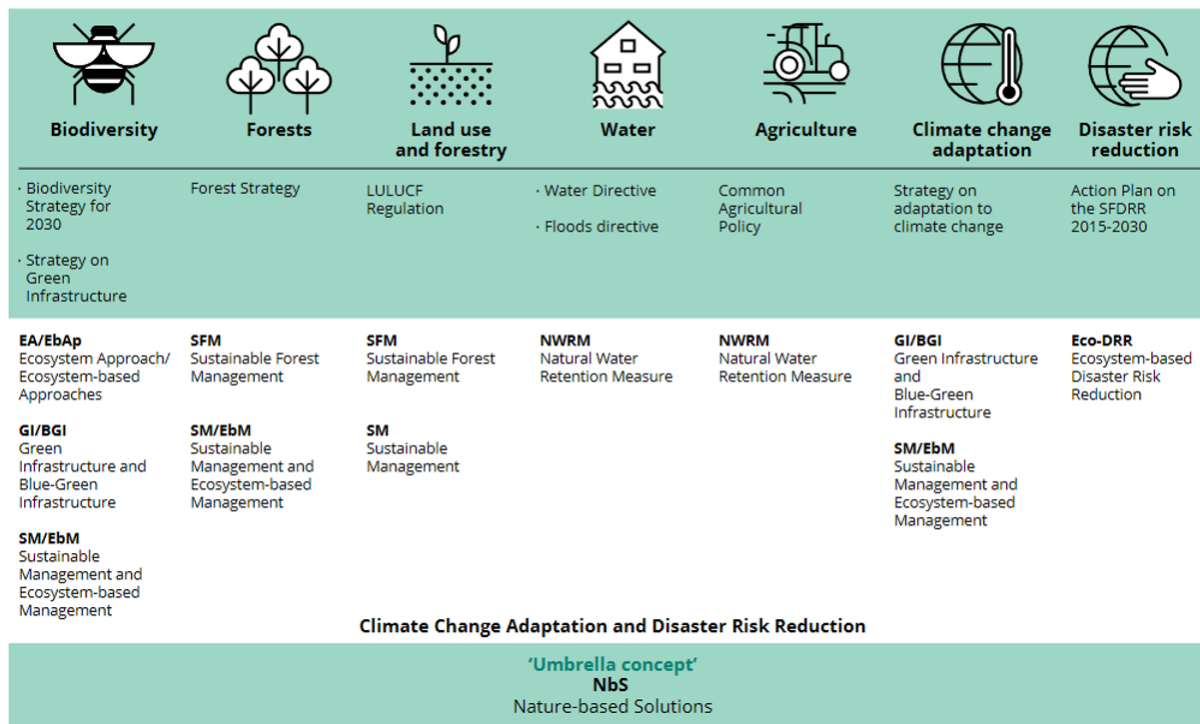 Biodiversity
Forests
Land use
and forestry
Water
Agriculture
Climate change
adaptation
Disaster risk
reduction
· Biodiversity
Strategy for
2030
· Strategy on
Green
Infrastructure
Forest Strategy
LULUCF
Regulation
· Water Directive
· Floods directive
Common
Agricultural
Policy
Strategy on
adaptation to
climate change
Action Plan on
the SFDRR
2015-2030
EA/EbAp
Ecosystem Approach/
Ecosystem-based
Approaches
GI/BGI
Green
Infrastructure and
Blue-Green
Infrastructure
SM/EbM
Sustainable
Management and
Ecosystem-based
Management
SFM
Sustainable Forest
Management
SM/EbM
Sustainable
Management and
Ecosystem-based
Management
SFM
Sustainable Forest
Management
SM
Sustainable
Management
NWRM
Natural Water
Retention Measure
NWRM
Natural Water
Retention Measure
GI/BGI
Green Infrastructure
and
Blue-Green
Infrastructure
SM/EbM
Sustainable
Management and
Ecosystem-based
Management
Eco-DRR
Ecosystem-based
Disaster Risk
Reduction
Climate Change Adaptation and Disaster Risk Reduction
‘Umbrella concept’
NbS
Nature-based Solutions